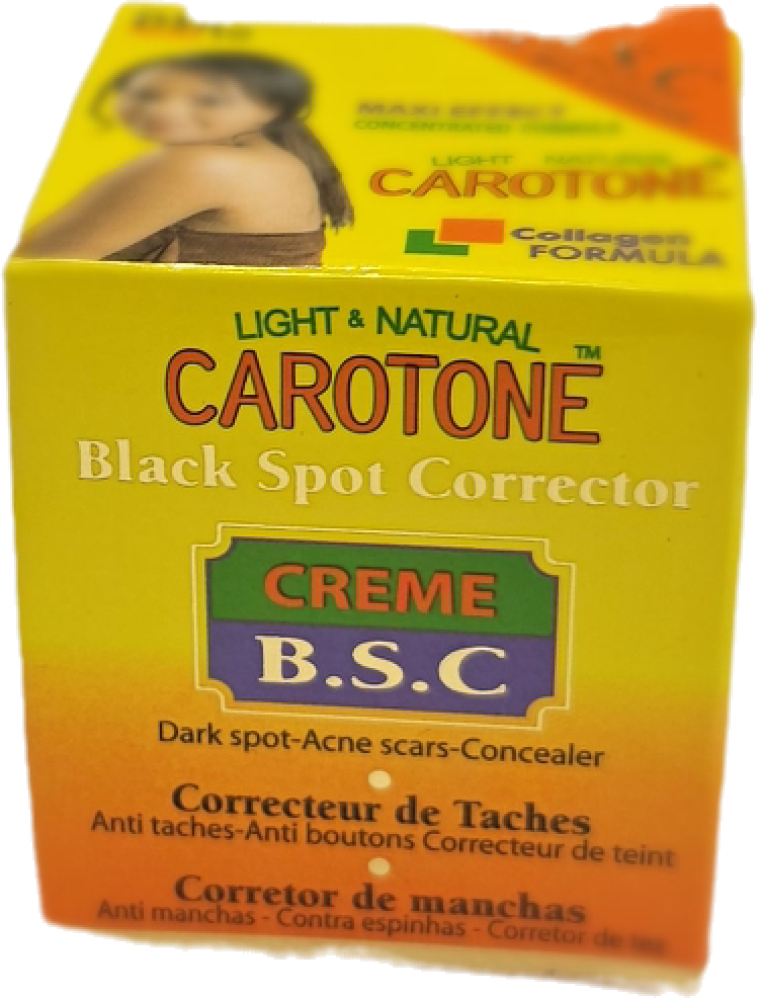 MAXI EFFECT
CONCENTRATED FORMULA
LIGHT NATURAL
CAROTONE
Collagen
FORMULA
LIGHT & NATURAL
CAROTONE™
Black Spot Corrector
CREME
B.S.C
Dark spot-Acne scars-Concealer
Correcteur de Taches
Anti taches-Anti boutons Correcteur de teint
Corretor de manchas
Anti manchas - Contra espinhas - Corretor de